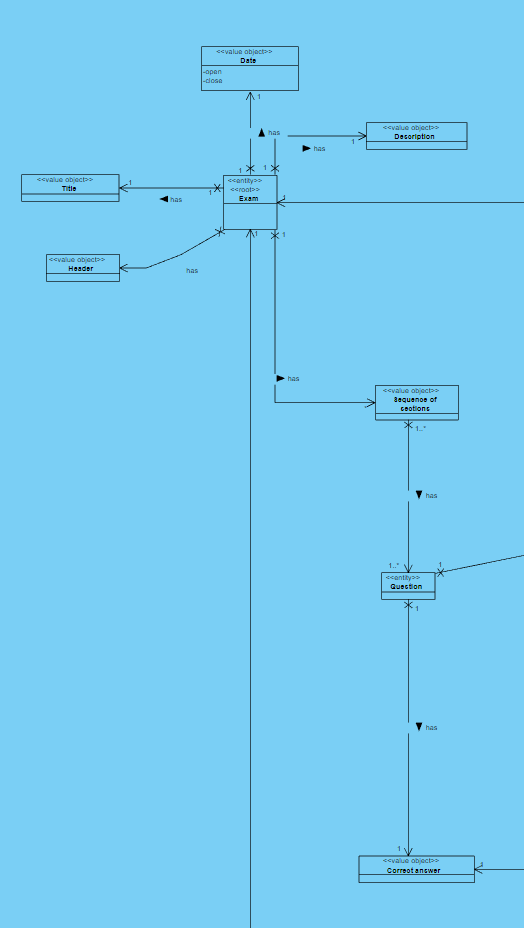 <<value object>>
Date
-open
-close
1
has
<<value object>>
Description
1
has
1
1
<<value object>>
Title
1
has
1
<<entity>>
<<root>>
Exam
1
1
1
<<value object>>
Header
has
has
<<value object>>
Sequence of
sections
1..*
has
1..*
<<entity>>
Question
1
1
has
1
<<value object>>
Correct answer
1